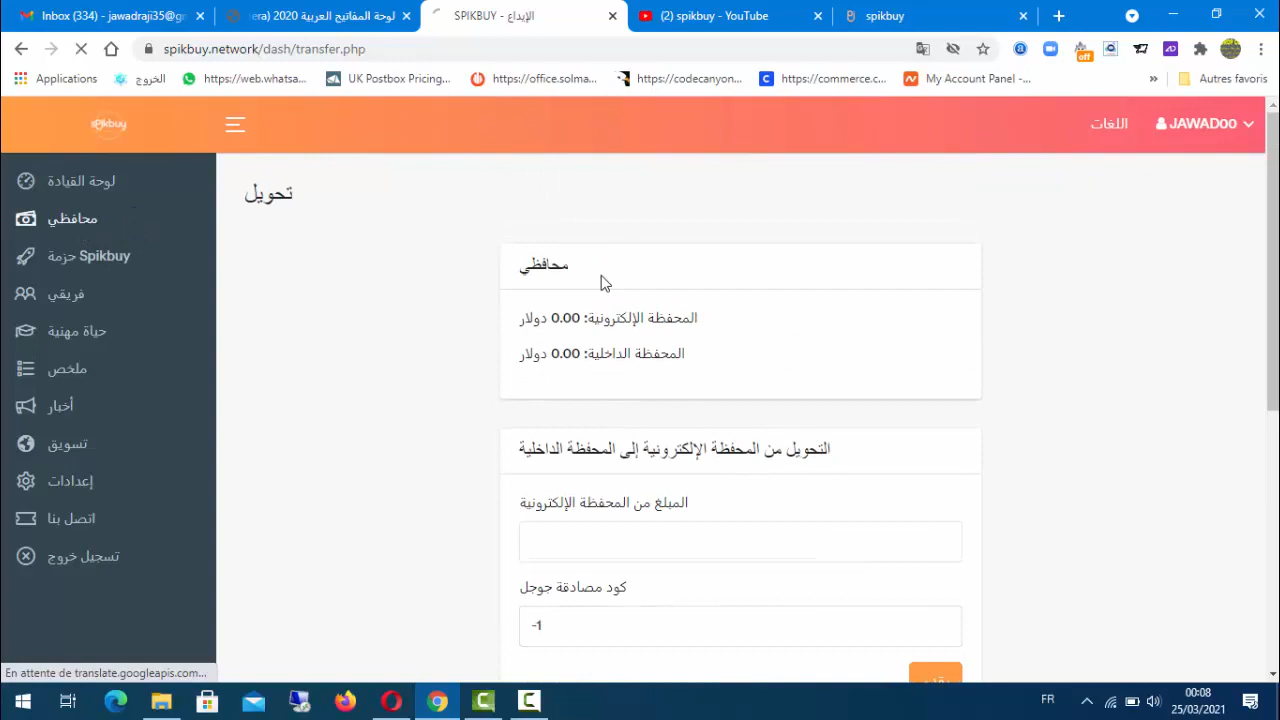 Inbox (334) - jawadraji35@gm
لوحة المفاتيح العربية 2020 (era
SPIKBUY - الإيداع
(2) spikbuy - YouTube
spikbuy
spikbuy.network/dash/transfer.php
off
Applications
الخروج
https://web.whatsa...
UK Postbox Pricing,...
https://office.solma...
https://codecanyon...
https://commerce.c...
My Account Panel -...
»
Autres favoris
spikbuy
اللغات
JAWAD00
لوحة القيادة
محافظي
حزمة Spikbuy
فريقي
حياة مهنية
ملخص
أخبار
تسويق
إعدادات
اتصل بنا
تسجيل خروج
تحويل
محافظي
المحفظة الإلكترونية: 0.00 دولار
المحفظة الداخلية: 0.00 دولار
التحويل من المحفظة الإلكترونية إلى المحفظة الداخلية
المبلغ من المحفظة الإلكترونية
كود مصادقة جوجل
-1
En attente de translate.googleapis.com...
FR
00:08
25/03/2021